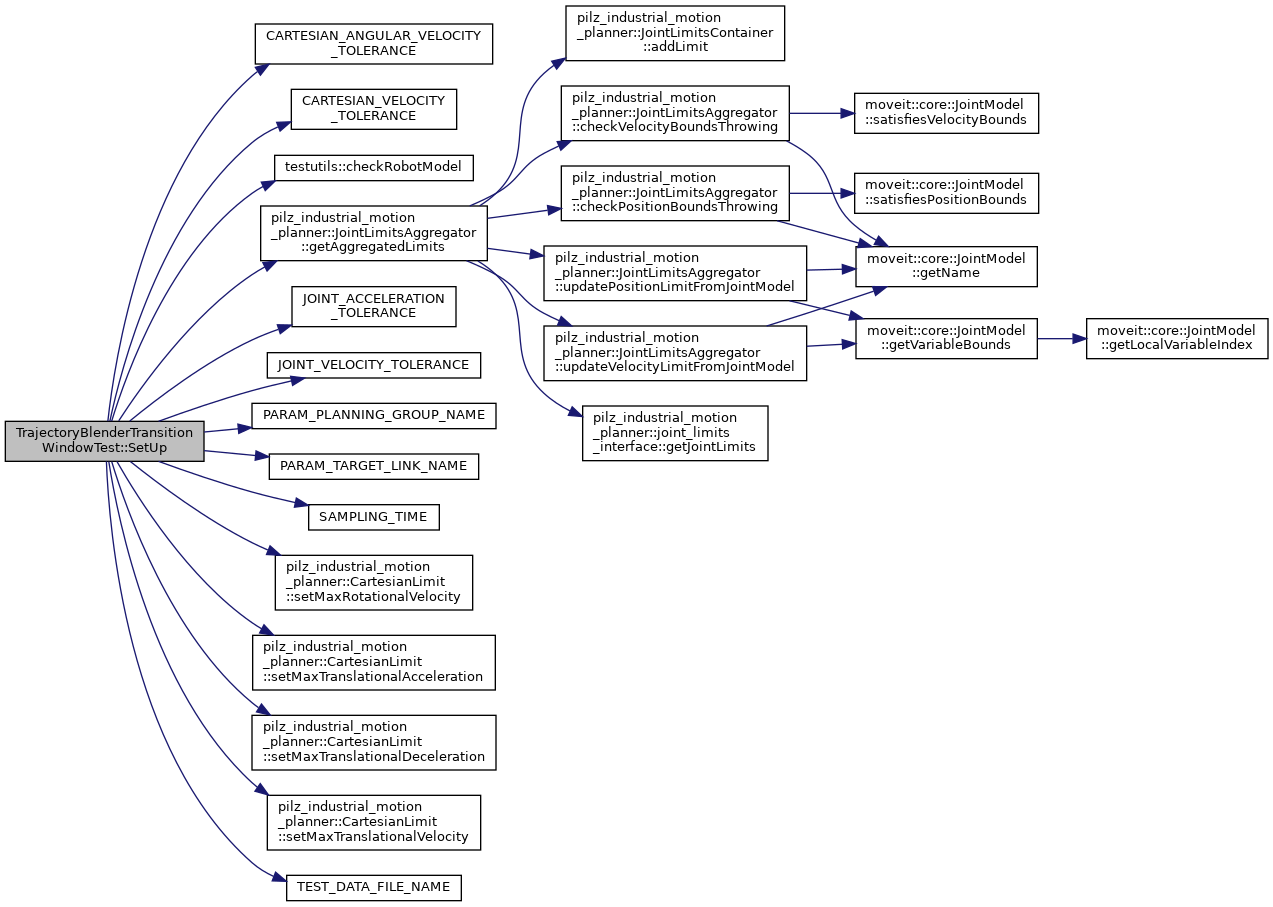 TrajectoryBlenderTransition
WindowTest::SetUp
CARTESIAN_ANGULAR_VELOCITY
_TOLERANCE
CARTESIAN_VELOCITY
_TOLERANCE
testutils::checkRobotModel
pilz_industrial_motion
_planner::JointLimitsAggregator
::getAggregatedLimits
JOINT_ACCELERATION
_TOLERANCE
JOINT_VELOCITY_TOLERANCE
PARAM_PLANNING_GROUP_NAME
PARAM_TARGET_LINK_NAME
SAMPLING_TIME
pilz_industrial_motion
_planner::CartesianLimit
::setMaxRotationalVelocity
pilz_industrial_motion
_planner::CartesianLimit
::setMaxTranslationalAcceleration
pilz_industrial_motion
_planner::CartesianLimit
::setMaxTranslationalDeceleration
pilz_industrial_motion
_planner::CartesianLimit
::setMaxTranslationalVelocity
TEST_DATA_FILE_NAME
pilz_industrial_motion
_planner::JointLimitsContainer
::addLimit
pilz_industrial_motion
_planner::JointLimitsAggregator
::checkVelocityBoundsThrowing
pilz_industrial_motion
_planner::JointLimitsAggregator
::checkPositionBoundsThrowing
pilz_industrial_motion
_planner::JointLimitsAggregator
::updatePositionLimitFromJointModel
pilz_industrial_motion
_planner::JointLimitsAggregator
::updateVelocityLimitFromJointModel
pilz_industrial_motion
_planner::joint_limits
_interface::getJointLimits
moveit::core::JointModel
::satisfiesVelocityBounds
moveit::core::JointModel
::satisfiesPositionBounds
moveit::core::JointModel
::getName
moveit::core::JointModel
::getVariableBounds
moveit::core::JointModel
::getLocalVariableIndex